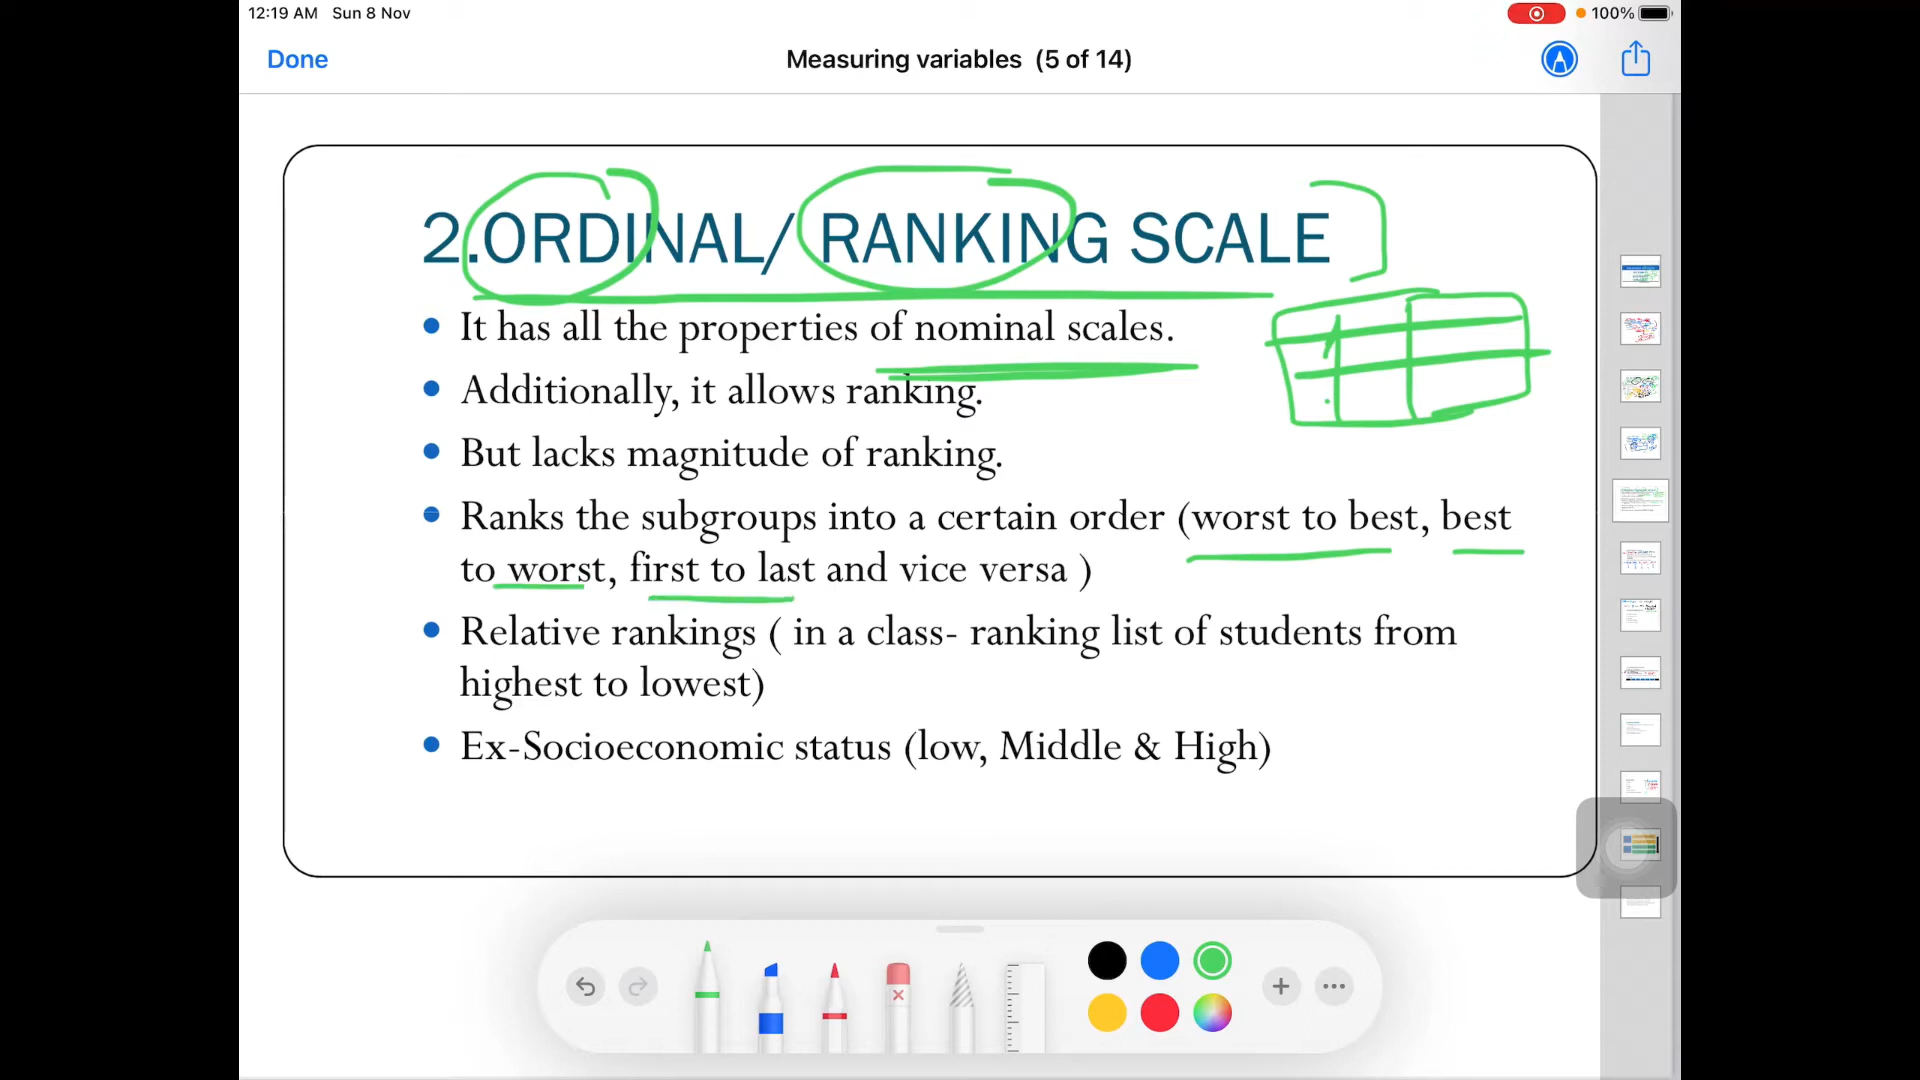 12:19 AM Sun 8 Nov
100%
Done
Measuring variables (5 of 14)
2.ORDINAL/ RANKING SCALE
• It has all the properties of nominal scales.
• Additionally, it allows ranking.
• But lacks magnitude of ranking.
• Ranks the subgroups into a certain order (worst to best, best
to worst, first to last and vice versa )
• Relative rankings ( in a class- ranking list of students from
highest to lowest)
• Ex-Socioeconomic status (low, Middle & High)